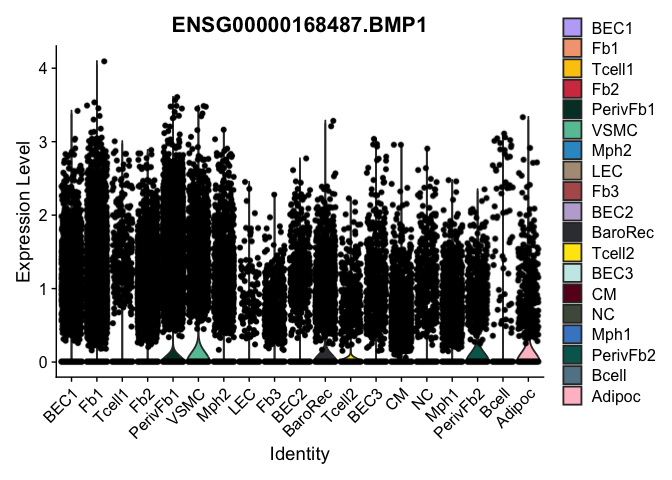 ENSG00000168487.BMP1
Expression Level
4
3
2
1
0
BEC1
Fb1
Tcell1
Fb2
PerivFb1
VSMC
Mph2
LEC
Fb3
BEC2
BaroRec
Tcell2
BEC3
CM
NC
Mph1
PerivFb2
Bcell
Adipoc
Identity
BEC1
Fb1
Tcell1
Fb2
PerivFb1
VSMC
Mph2
LEC
Fb3
BEC2
BaroRec
Tcell2
BEC3
CM
NC
Mph1
PerivFb2
Bcell
Adipoc